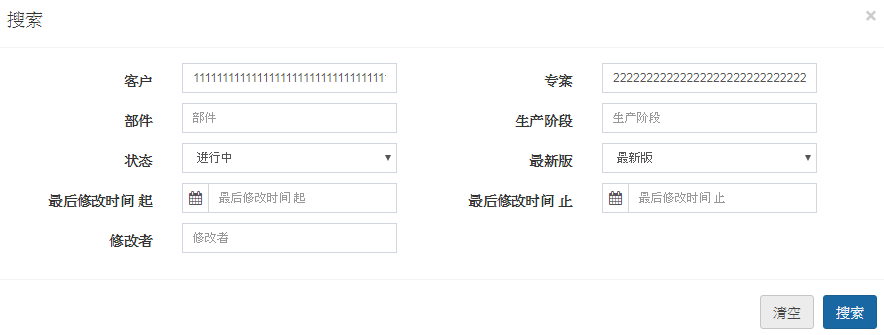 搜索 ×
客户 1111111111111111111111111111111111 专案 2222222222222222222222222222
部件 部件 生产阶段 生产阶段
状态 进行中 最新版 最新版
最后修改时间 起 最后修改时间 起 最后修改时间 止 最后修改时间 止
修改者 修改者
清空 搜索